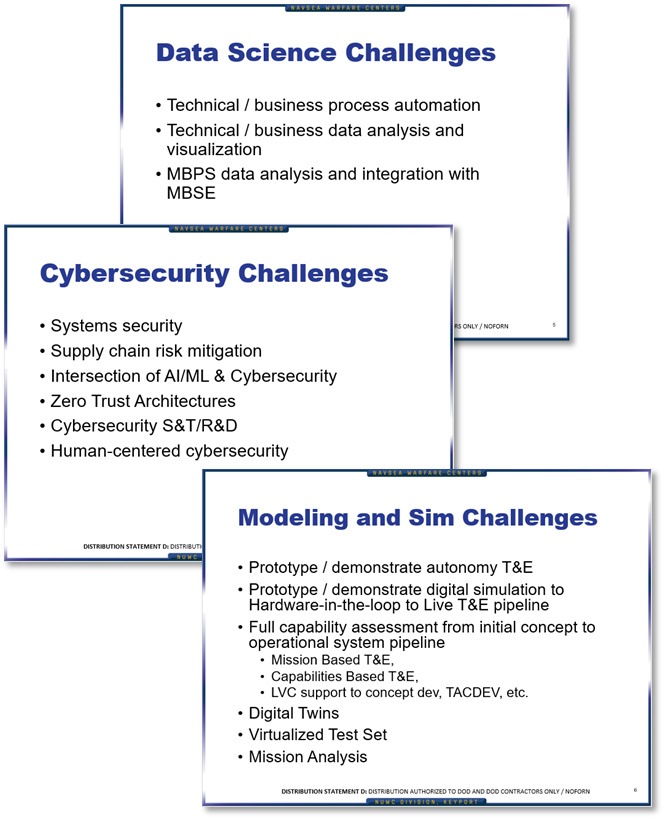 NAVSEA WARFARE CENTERS
Data Science Challenges
• Technical / business process automation
• Technical / business data analysis and
visualization
• MBPS data analysis and integration with
MBSE
ONLY / NOFORN
5
NAVSEA WARFARE CENTERS
Cybersecurity Challenges
• Systems security
• Supply chain risk mitigation
• Intersection of AI/ML & Cybersecurity
• Zero Trust Architectures
• Cybersecurity S&T/R&D
• Human-centered cybersecurity
DISTRIBUTION STATEMENT D:
NUWC
NAVSEA WARFARE CENTERS
Modeling and Sim Challenges
• Prototype / demonstrate autonomy T&E
• Prototype / demonstrate digital simulation to
Hardware-in-the-loop to Live T&E pipeline
• Full capability assessment from initial concept to
operational system pipeline
• Mission Based T&E,
• Capabilities Based T&E,
• LVC support to concept dev, TACDEV, etc.
• Digital Twins
• Virtualized Test Set
• Mission Analysis
DISTRIBUTION STATEMENT D: DISTRIBUTION AUTHORIZED TO DOD AND DOD CONTRACTORS ONLY / NOFORN
6
NUWC DIVISION, KEYPORT